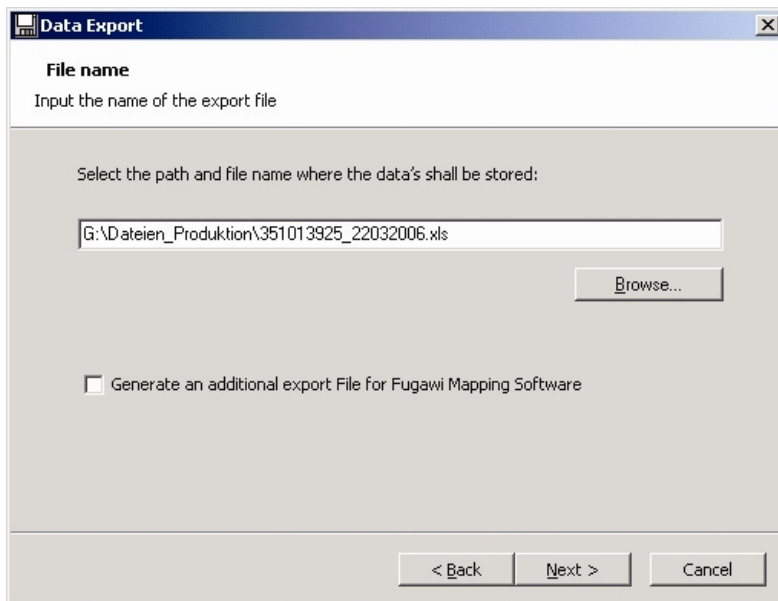 Data Export
File name
Input the name of the export file
Select the path and file name where the data's shall be stored:
G:\Dateien_Produktion\351013925_22032006.xls
Browse...
Generate an additional export File for Fugawi Mapping Software
< Back Next > Cancel